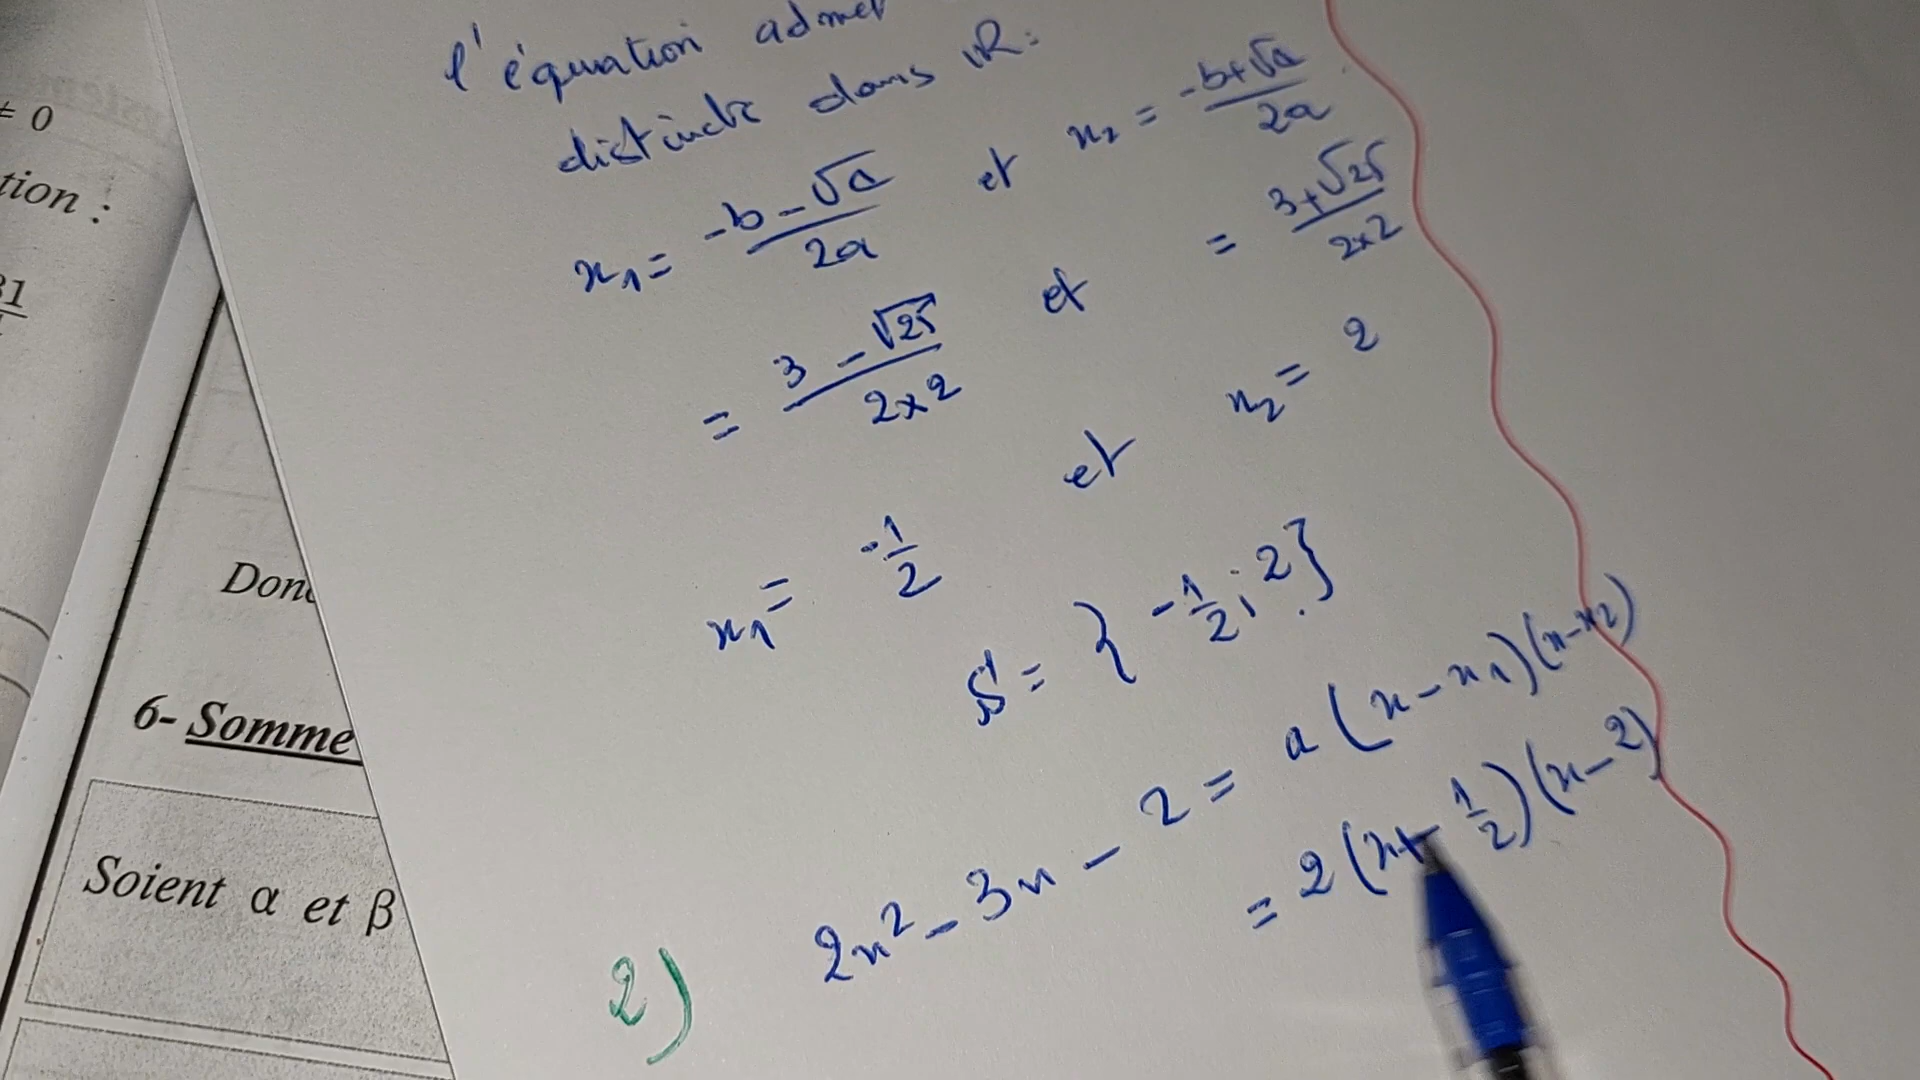 ≠ 0
tion :
31
Donc
6- Somme
Soient α et β
l'équation admet
distincte dans ℝ:
x₁ = (-b - √Δ)/2a et x₂ = (-b + √Δ)/2a
= (3 - √25)/(2×2) et = (3 + √25)/(2×2)
x₁ = -1/2 et x₂ = 2
S = { -1/2 ; 2 }
2) 2x² - 3x - 2 = a(x - x₁)(x - x₂)
= 2(x + 1/2)(x - 2)